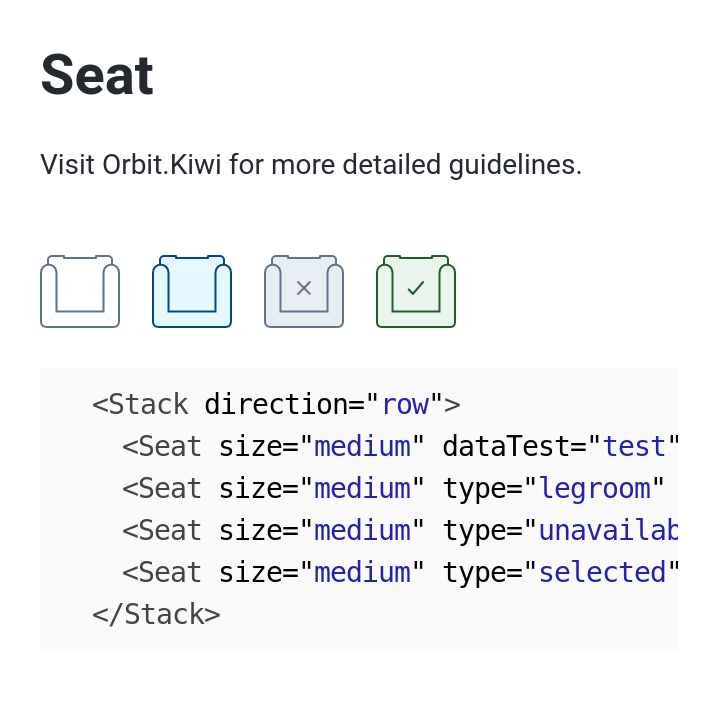 Seat
Visit Orbit.Kiwi for more detailed guidelines.
<Stack direction="row">
<Seat size="medium" dataTest="test"
<Seat size="medium" type="legroom"
<Seat size="medium" type="unavailab
<Seat size="medium" type="selected"
</Stack>